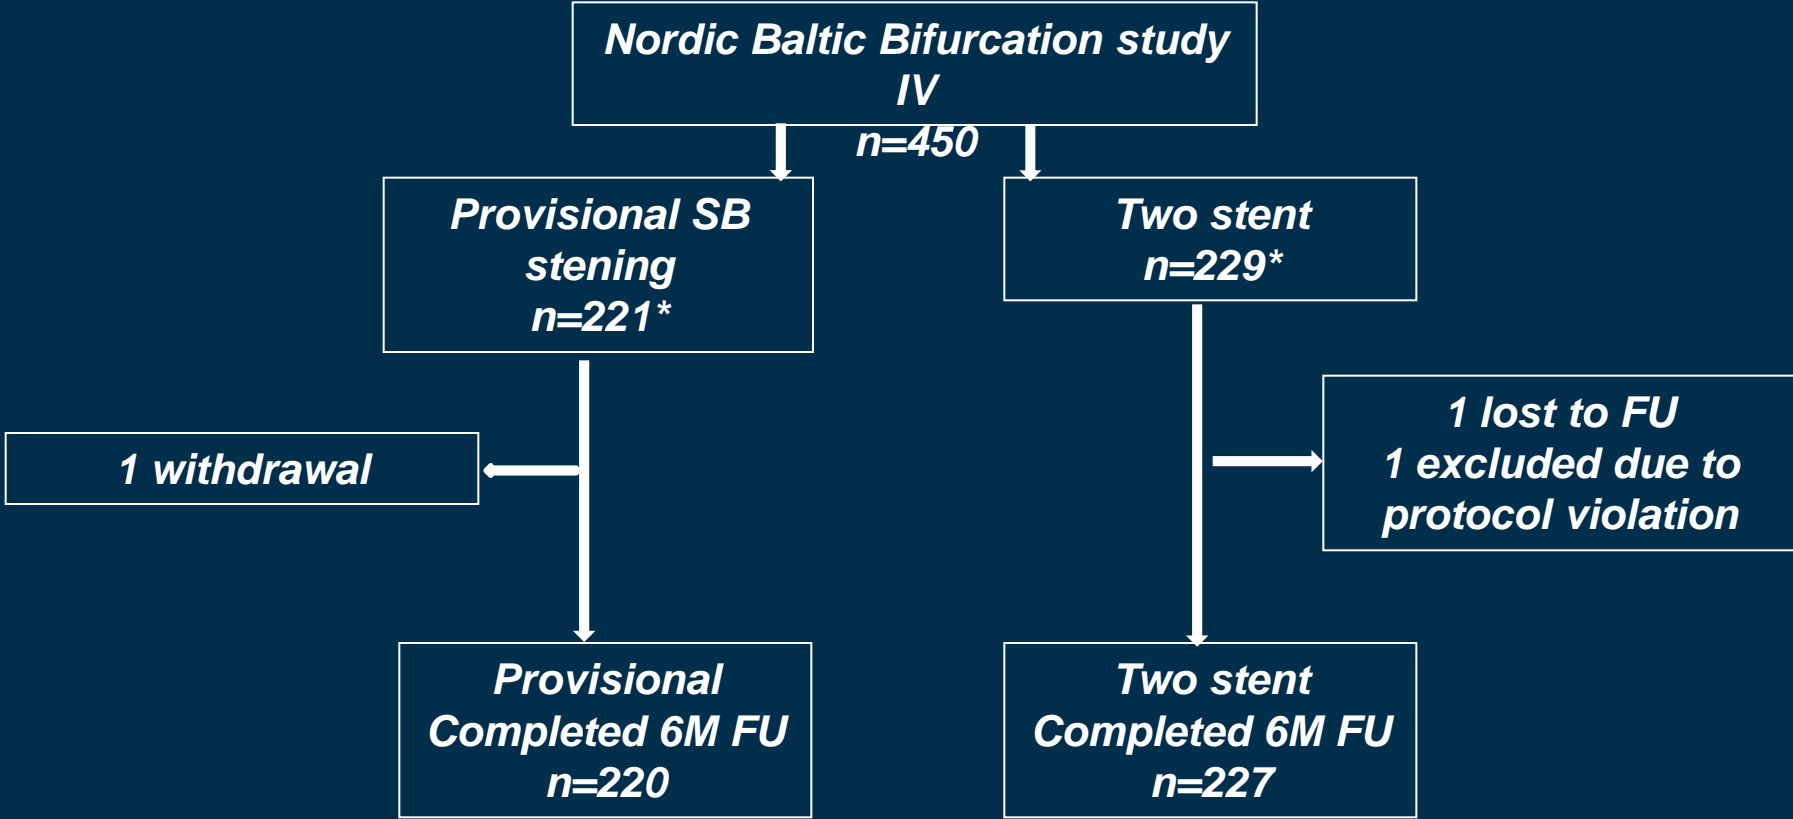 Nordic Baltic Bifurcation study
IV
n=450
Provisional SB
stening
n=221*
Two stent
n=229*
1 withdrawal
1 lost to FU
1 excluded due to
protocol violation
Provisional
Completed 6M FU
n=220
Two stent
Completed 6M FU
n=227